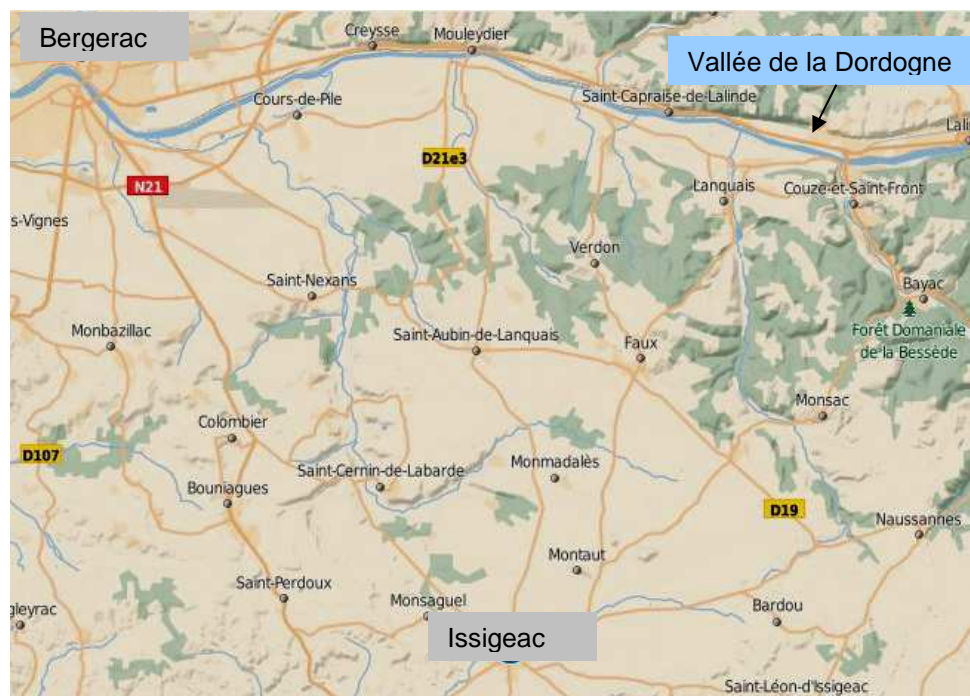 Bergerac
Creysse
Mouleydier
Vallée de la Dordogne
Cours-de-Pile
Saint-Capraise-de-Lalinde
Lali
D21e3
N21
Lanquais
Couze-et-Saint-Front
s-Vignes
Verdon
Saint-Nexans
Bayac
Monbazillac
Saint-Aubin-de-Lanquais
Faux
Forêt Domaniale
de la Bessède
Monsac
Colombier
D107
Saint-Cernin-de-Labarde
Monmadalès
Bouniagues
D19
Naussannes
Montaut
Saint-Perdoux
Monsaguel
Bardou
gleyrac
Issigeac
Saint-Léon-d'Issigeac